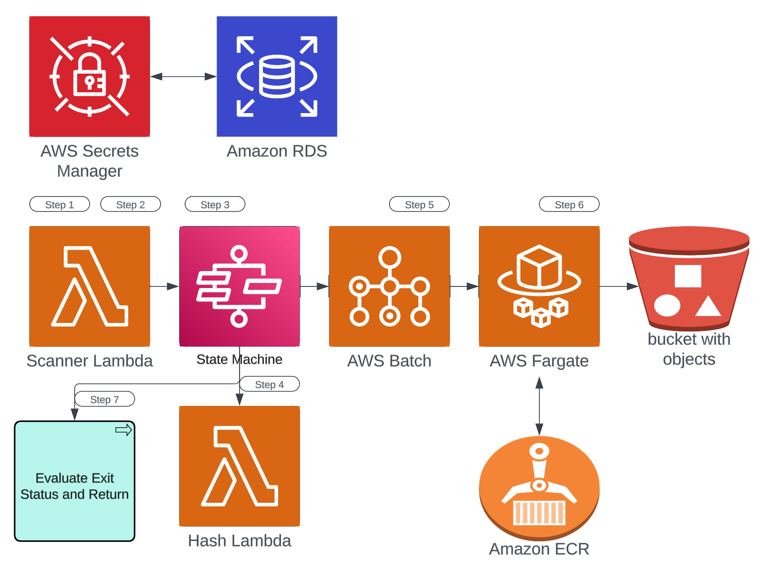 AWS Secrets
Manager
Amazon RDS
Step 1
Step 2
Step 3
Step 5
Step 6
Scanner Lambda
State Machine
AWS Batch
AWS Fargate
bucket with
objects
Step 4
Step 7
Evaluate Exit
Status and Return
Hash Lambda
Amazon ECR